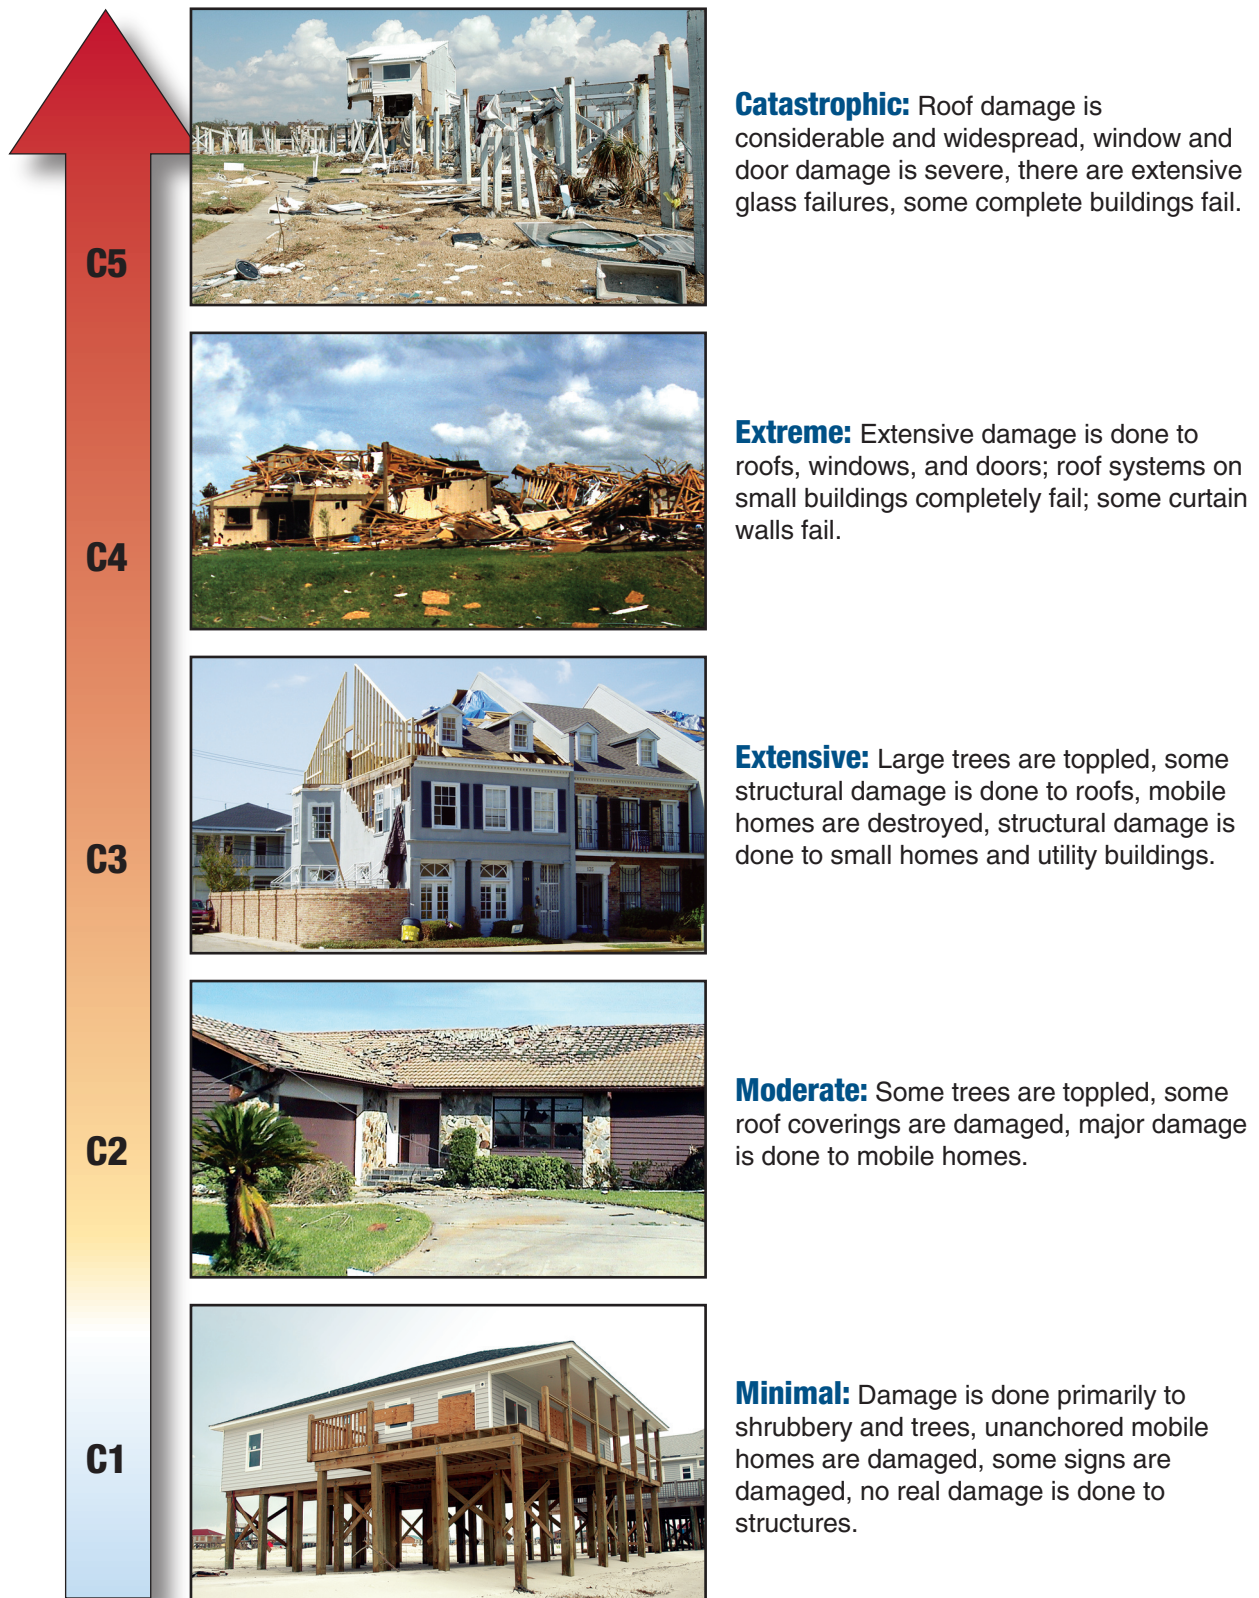 C5
Catastrophic: Roof damage is
considerable and widespread, window and
door damage is severe, there are extensive
glass failures, some complete buildings fail.
C4
Extreme: Extensive damage is done to
roofs, windows, and doors; roof systems on
small buildings completely fail; some curtain
walls fail.
C3
Extensive: Large trees are toppled, some
structural damage is done to roofs, mobile
homes are destroyed, structural damage is
done to small homes and utility buildings.
C2
Moderate: Some trees are toppled, some
roof coverings are damaged, major damage
is done to mobile homes.
C1
Minimal: Damage is done primarily to
shrubbery and trees, unanchored mobile
homes are damaged, some signs are
damaged, no real damage is done to
structures.